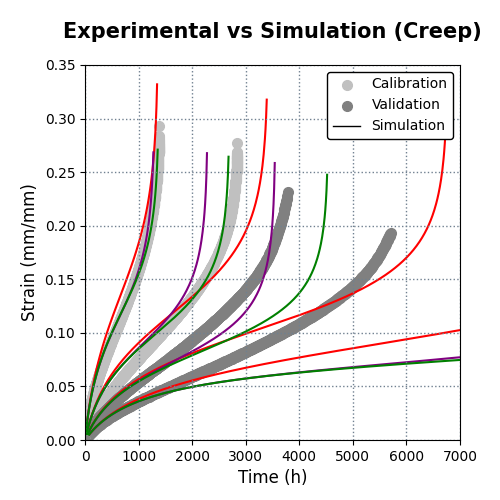 Experimental vs Simulation (Creep)
0.35
0.30
0.25
0.20
0.15
0.10
0.05
0.00
Strain (mm/mm)
Calibration
Validation
Simulation
0 1000 2000 3000 4000 5000 6000 7000
Time (h)